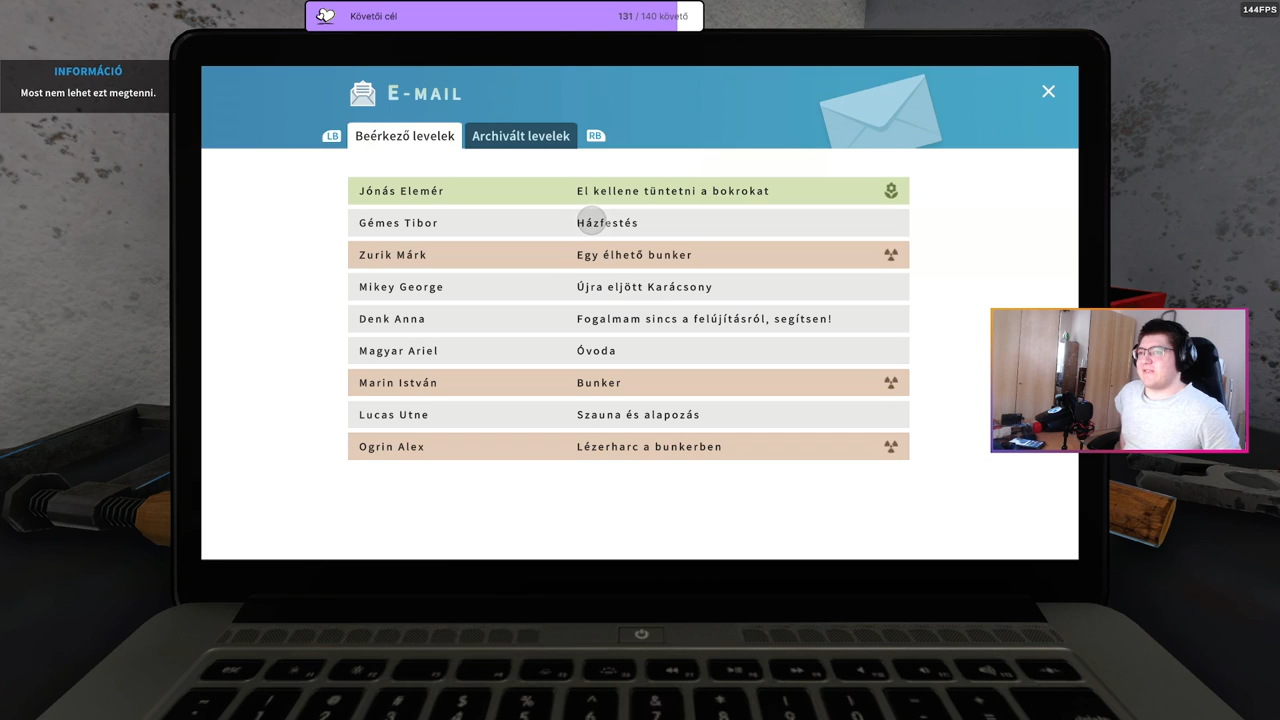 Követői cél 131 / 140 követő
144FPS
INFORMÁCIÓ
Most nem lehet ezt megtenni.
E-MAIL
LB Beérkező levelek Archivált levelek RB
Jónás Elemér El kellene tüntetni a bokrokat
Gémes Tibor Házfestés
Zurik Márk Egy élhető bunker
Mikey George Újra eljött Karácsony
Denk Anna Fogalmam sincs a felújításról, segítsen!
Magyar Ariel Óvoda
Marin István Bunker
Lucas Utne Szauna és alapozás
Ogrin Alex Lézerharc a bunkerben
esc
! @ # $ % ^ & * ( )